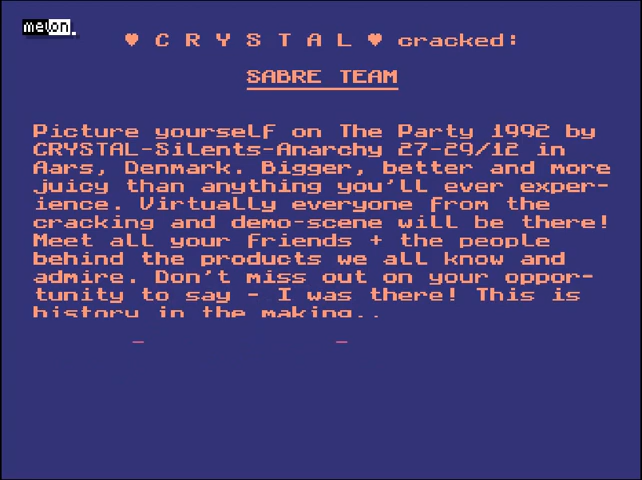 melon.
♥ C R Y S T A L ♥ cracked:
SABRE TEAM
Picture yourself on The Party 1992 by
CRYSTAL-Silents-Anarchy 27-29/12 in
Aars, Denmark. Bigger, better and more
juicy than anything you'll ever exper-
ience. Virtually everyone from the
cracking and demo-scene will be there!
Meet all your friends + the people
behind the products we all know and
admire. Don't miss out on your oppor-
tunity to say - I was there! This is
history in the making..